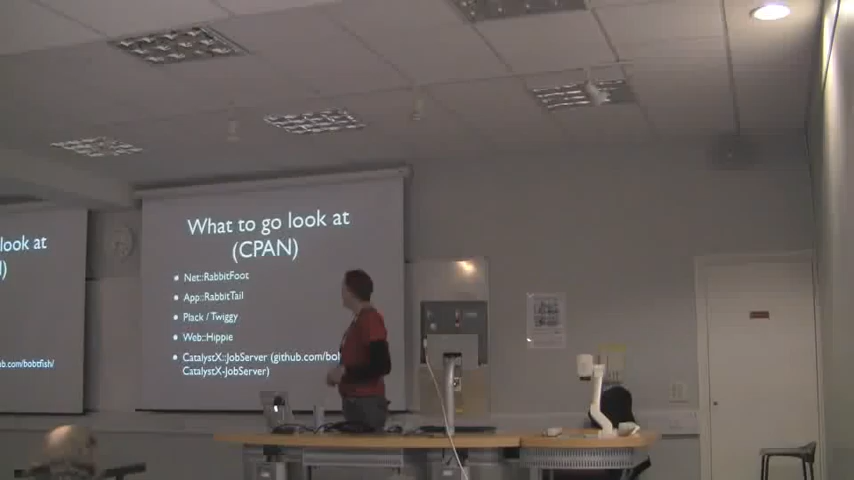 look at
)
ub.com/bobtfish/
What to go look at
(CPAN)
Net::RabbitFoot
App::RabbitTail
Plack / Twiggy
Web::Hippie
CatalystX::JobServer (github.com/bob
CatalystX-JobServer)